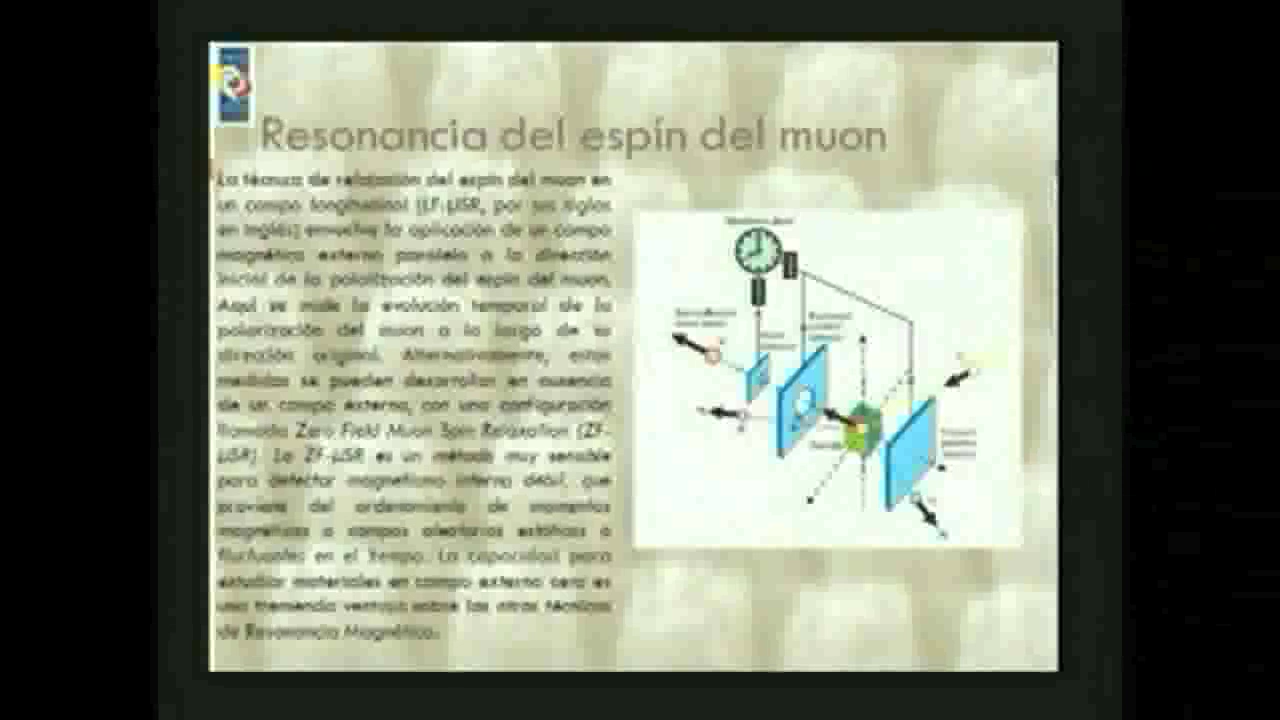 Resonancia del espín del muon
La técnica de relajación del espín del muon en
un campo longitudinal (LF-µSR, por sus siglas
en inglés) envuelve la aplicación de un campo
magnético externo paralelo a la dirección
inicial de la polarización del espín del muon.
Aquí se mide la evolución temporal de la
polarización del muon a lo largo de su
dirección original. Alternativamente, estas
medidas se pueden desarrollar en ausencia
de un campo externo, con una configuración
llamada Zero Field Muon Spin Relaxation (ZF-
µSR). La ZF-µSR es un método muy sensible
para detectar magnetismo interno débil, que
proviene del ordenamiento de momentos
magnéticos o campos aleatorios estáticos o
fluctuantes en el tiempo. La capacidad para
estudiar materiales en campo externo cero es
una tremenda ventaja sobre las otras técnicas
de Resonancia Magnética.